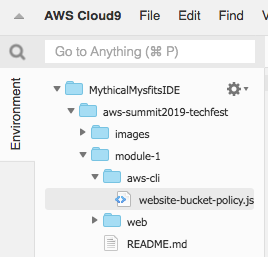 AWS Cloud9 File Edit Find
Go to Anything (⌘ P)
Environment
MythicalMysfitsIDE
aws-summit2019-techfest
images
module-1
aws-cli
website-bucket-policy.js
web
README.md